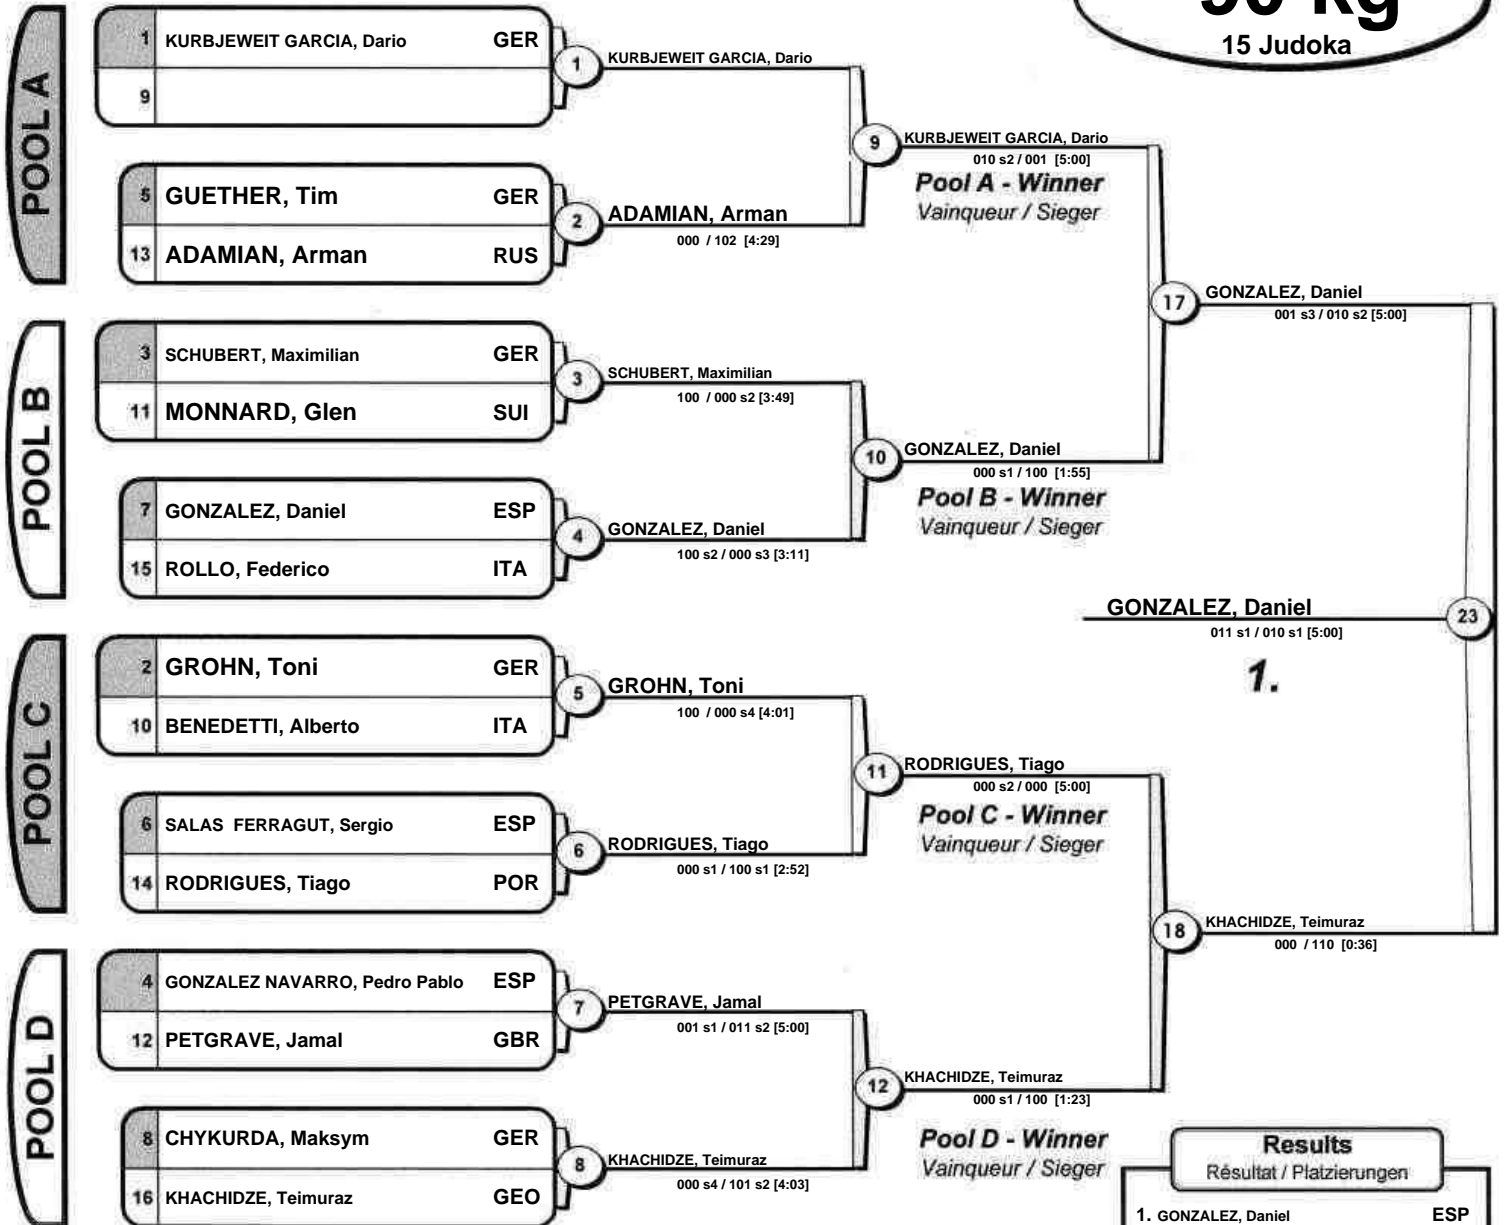 15 Judoka
POOL A
1 KURBJEWEIT GARCIA, Dario GER
9
1
KURBJEWEIT GARCIA, Dario
5 GUETHER, Tim GER
13 ADAMIAN, Arman RUS
2
ADAMIAN, Arman
000 / 102 [4:29]
9
KURBJEWEIT GARCIA, Dario
010 s2 / 001 [5:00]
Pool A - Winner
Vainqueur / Sieger
POOL B
3 SCHUBERT, Maximilian GER
11 MONNARD, Glen SUI
3
SCHUBERT, Maximilian
100 / 000 s2 [3:49]
7 GONZALEZ, Daniel ESP
15 ROLLO, Federico ITA
4
GONZALEZ, Daniel
100 s2 / 000 s3 [3:11]
10
GONZALEZ, Daniel
000 s1 / 100 [1:55]
Pool B - Winner
Vainqueur / Sieger
17
GONZALEZ, Daniel
001 s3 / 010 s2 [5:00]
POOL C
2 GROHN, Toni GER
10 BENEDETTI, Alberto ITA
5
GROHN, Toni
100 / 000 s4 [4:01]
6 SALAS FERRAGUT, Sergio ESP
14 RODRIGUES, Tiago POR
6
RODRIGUES, Tiago
000 s1 / 100 s1 [2:52]
11
RODRIGUES, Tiago
000 s2 / 000 [5:00]
Pool C - Winner
Vainqueur / Sieger
POOL D
4 GONZALEZ NAVARRO, Pedro Pablo ESP
12 PETGRAVE, Jamal GBR
7
PETGRAVE, Jamal
001 s1 / 011 s2 [5:00]
8 CHYKURDA, Maksym GER
16 KHACHIDZE, Teimuraz GEO
8
KHACHIDZE, Teimuraz
000 s4 / 101 s2 [4:03]
12
KHACHIDZE, Teimuraz
000 s1 / 100 [1:23]
Pool D - Winner
Vainqueur / Sieger
18
KHACHIDZE, Teimuraz
000 / 110 [0:36]
GONZALEZ, Daniel
23
011 s1 / 010 s1 [5:00]
1.
Results
Résultat / Platzierungen
1. GONZALEZ, Daniel ESP